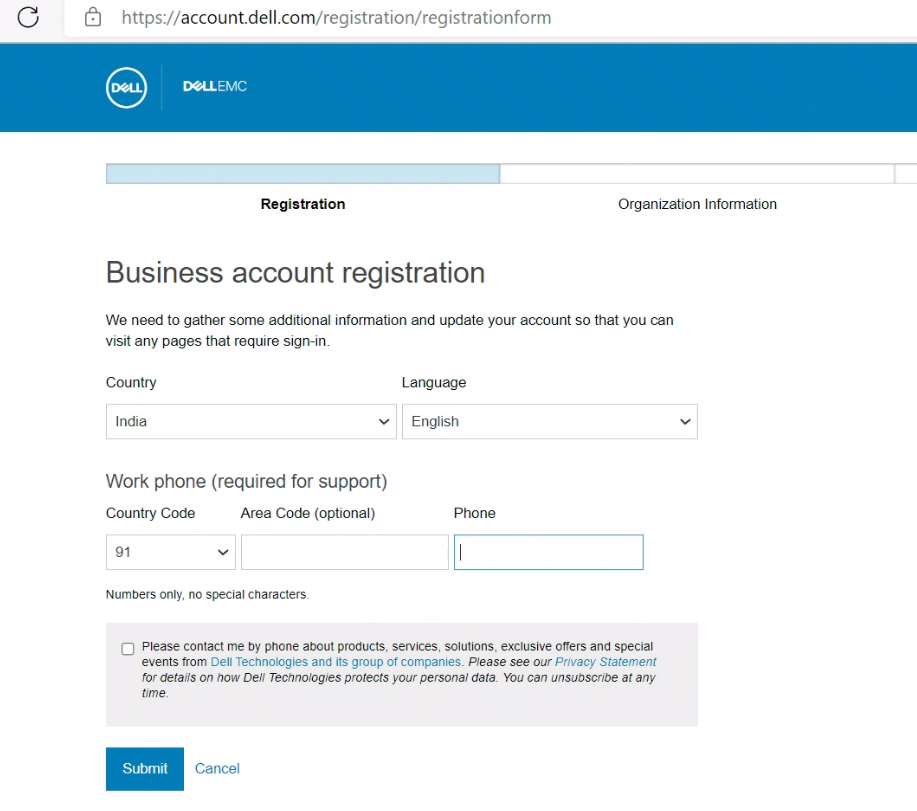 https://account.dell.com/registration/registrationform
DELL DELLEMC
Registration Organization Information
Business account registration
We need to gather some additional information and update your account so that you can
visit any pages that require sign-in.
Country Language
India English
Work phone (required for support)
Country Code Area Code (optional) Phone
91
Numbers only, no special characters.
Please contact me by phone about products, services, solutions, exclusive offers and special
events from Dell Technologies and its group of companies. Please see our Privacy Statement
for details on how Dell Technologies protects your personal data. You can unsubscribe at any
time.
Submit Cancel